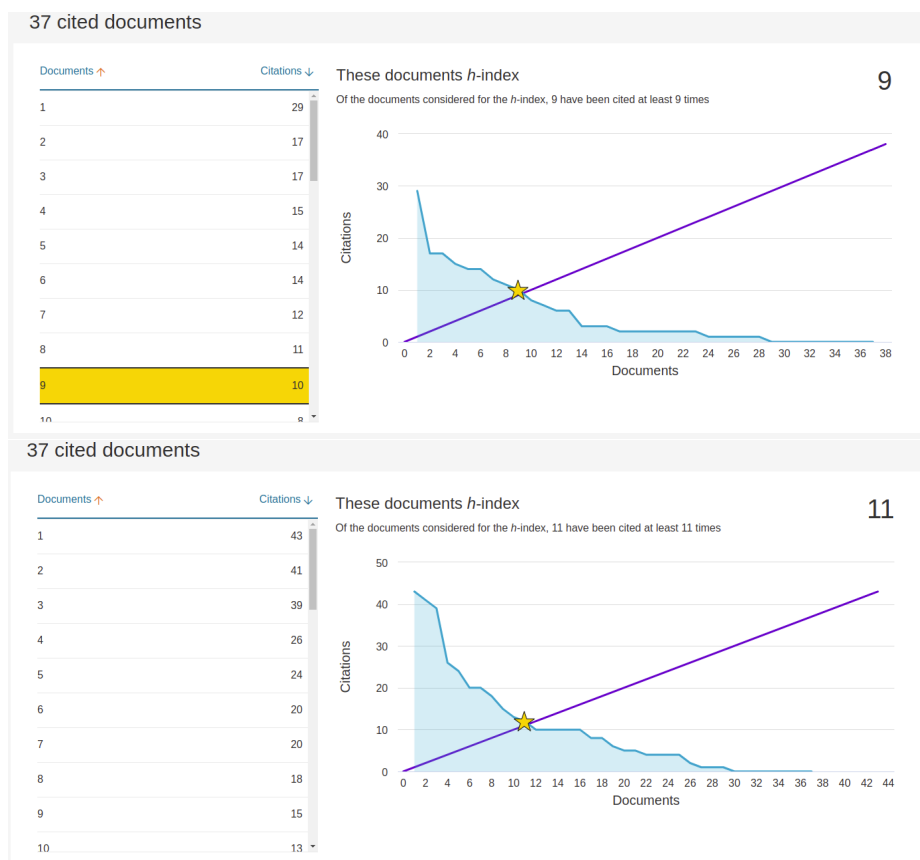 37 cited documents
Documents ↑ Citations ↓
1 29
2 17
3 17
4 15
5 14
6 14
7 12
8 11
9 10
10 8
These documents h-index 9
Of the documents considered for the h-index, 9 have been cited at least 9 times
40
30
20
10
0
Citations
0 2 4 6 8 10 12 14 16 18 20 22 24 26 28 30 32 34 36 38
Documents
37 cited documents
Documents ↑ Citations ↓
1 43
2 41
3 39
4 26
5 24
6 20
7 20
8 18
9 15
10 13
These documents h-index 11
Of the documents considered for the h-index, 11 have been cited at least 11 times
50
40
30
20
10
0
Citations
0 2 4 6 8 10 12 14 16 18 20 22 24 26 28 30 32 34 36 38 40 42 44
Documents